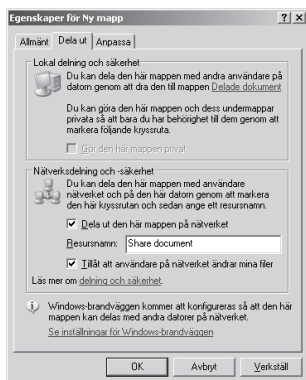 Egenskaper för Ny mapp
Allmänt Dela ut Anpassa
Lokal delning och säkerhet
Du kan dela den här mappen med andra användare på
datorn genom att dra den till mappen Delade dokument
Du kan göra den här mappen och dess undermappar
privata så att bara du har behörighet till dem genom att
markera följande kryssruta.
Gör den här mappen privat
Nätverksdelning och -säkerhet
Du kan dela den här mappen med användare
nätverket och på den här datorn genom att markera
den här kryssrutan och sedan ange ett resursnamn.
Dela ut den här mappen på nätverket
Resursnamn: Share document
Tillåt att användare på nätverket ändrar mina filer
Läs mer om delning och säkerhet.
Windows-brandväggen kommer att konfigureras så att den här
mappen kan delas med andra datorer på nätverket.
Se inställningar för Windows-brandväggen
OK Avbryt Verkställ